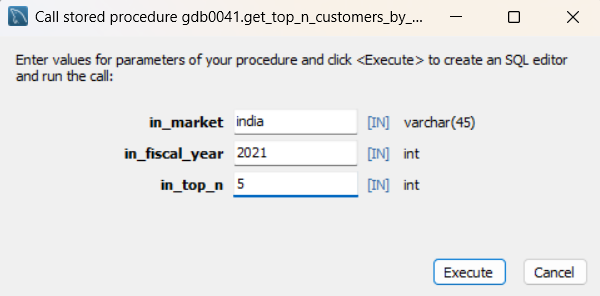 Call stored procedure gdb0041.get_top_n_customers_by_...
Enter values for parameters of your procedure and click <Execute> to create an SQL editor
and run the call:
in_market india [IN] varchar(45)
in_fiscal_year 2021 [IN] int
in_top_n 5 [IN] int
Execute Cancel